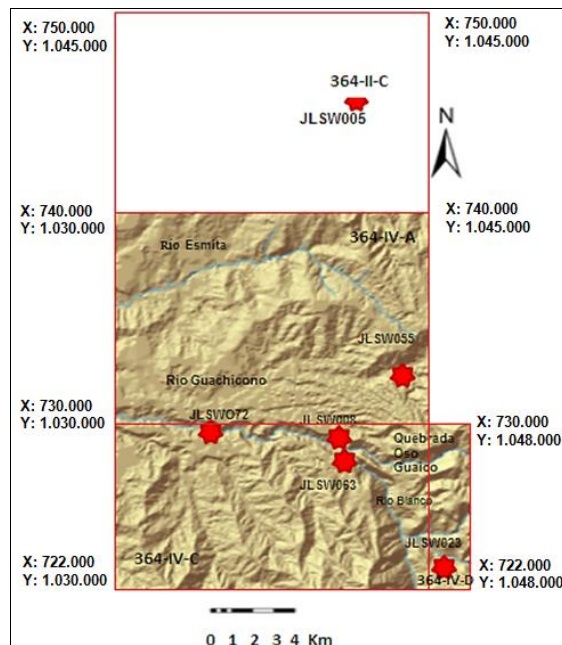 X: 750.000
Y: 1.045.000
X: 750.000
Y: 1.045.000
364-II-C
JLSW005
N
X: 740.000
Y: 1.030.000
X: 740.000
Y: 1.045.000
Rio Esmita
364-IV-A
JLSW055
Rio Guachicono
X: 730.000
Y: 1.030.000
JLSWO72
JLSW008
X: 730.000
Y: 1.048.000
Quebrada
Oso
Guaico
JLSW063
Rio Blanco
JLSW023
364-IV-C
X: 722.000
Y: 1.030.000
364-IV-D
X: 722.000
Y: 1.048.000
0 1 2 3 4 Km